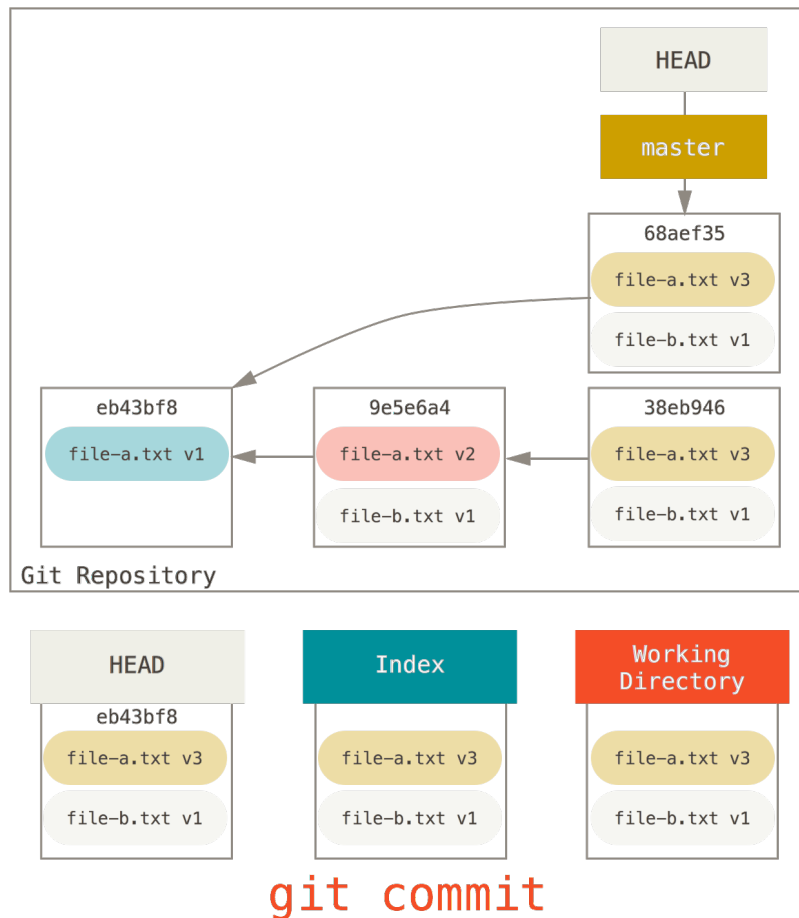 HEAD
master
68aef35
file-a.txt v3
file-b.txt v1
eb43bf8
file-a.txt v1
9e5e6a4
file-a.txt v2
file-b.txt v1
38eb946
file-a.txt v3
file-b.txt v1
Git Repository
HEAD
eb43bf8
file-a.txt v3
file-b.txt v1
Index
file-a.txt v3
file-b.txt v1
Working
Directory
file-a.txt v3
file-b.txt v1
git commit